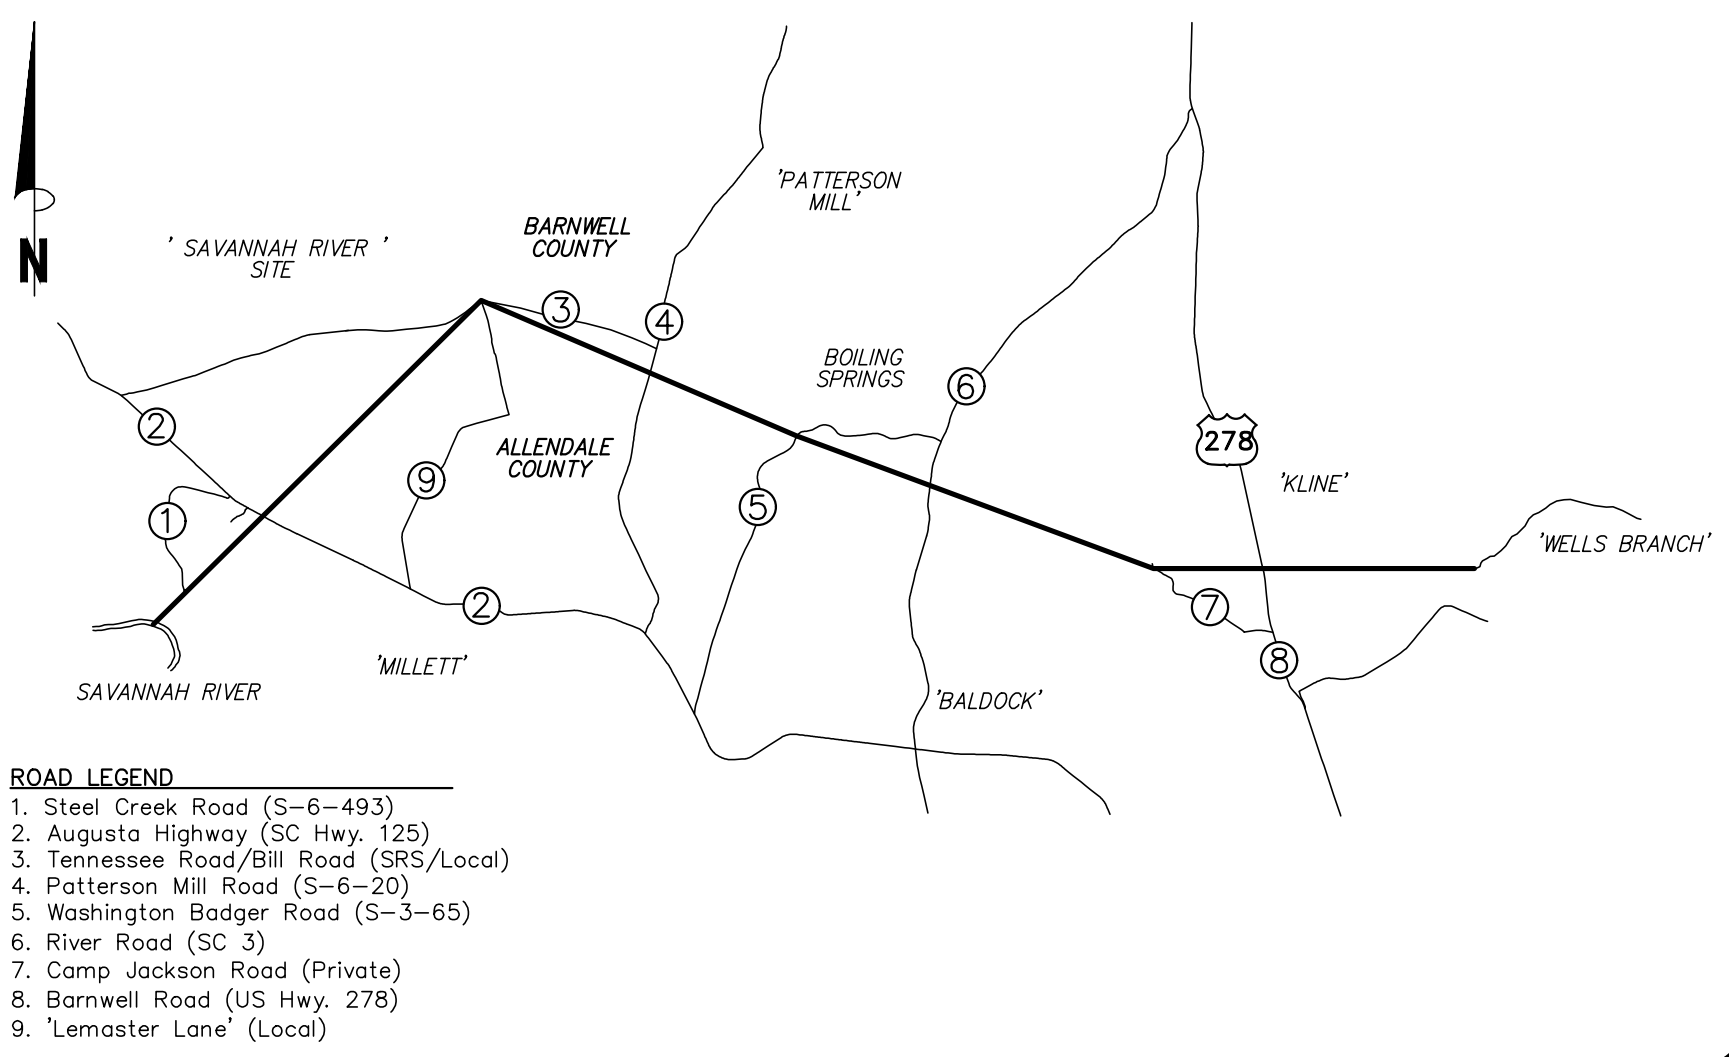 N
'PATTERSON
MILL'
BARNWELL
COUNTY
' SAVANNAH RIVER '
SITE
3
4
BOILING
SPRINGS
6
2
278
ALLENDALE
COUNTY
9
'KLINE'
5
1
'WELLS BRANCH'
2
7
8
'MILLETT'
SAVANNAH RIVER
'BALDOCK'
ROAD LEGEND
1. Steel Creek Road (S-6-493)
2. Augusta Highway (SC Hwy. 125)
3. Tennessee Road/Bill Road (SRS/Local)
4. Patterson Mill Road (S-6-20)
5. Washington Badger Road (S-3-65)
6. River Road (SC 3)
7. Camp Jackson Road (Private)
8. Barnwell Road (US Hwy. 278)
9. 'Lemaster Lane' (Local)